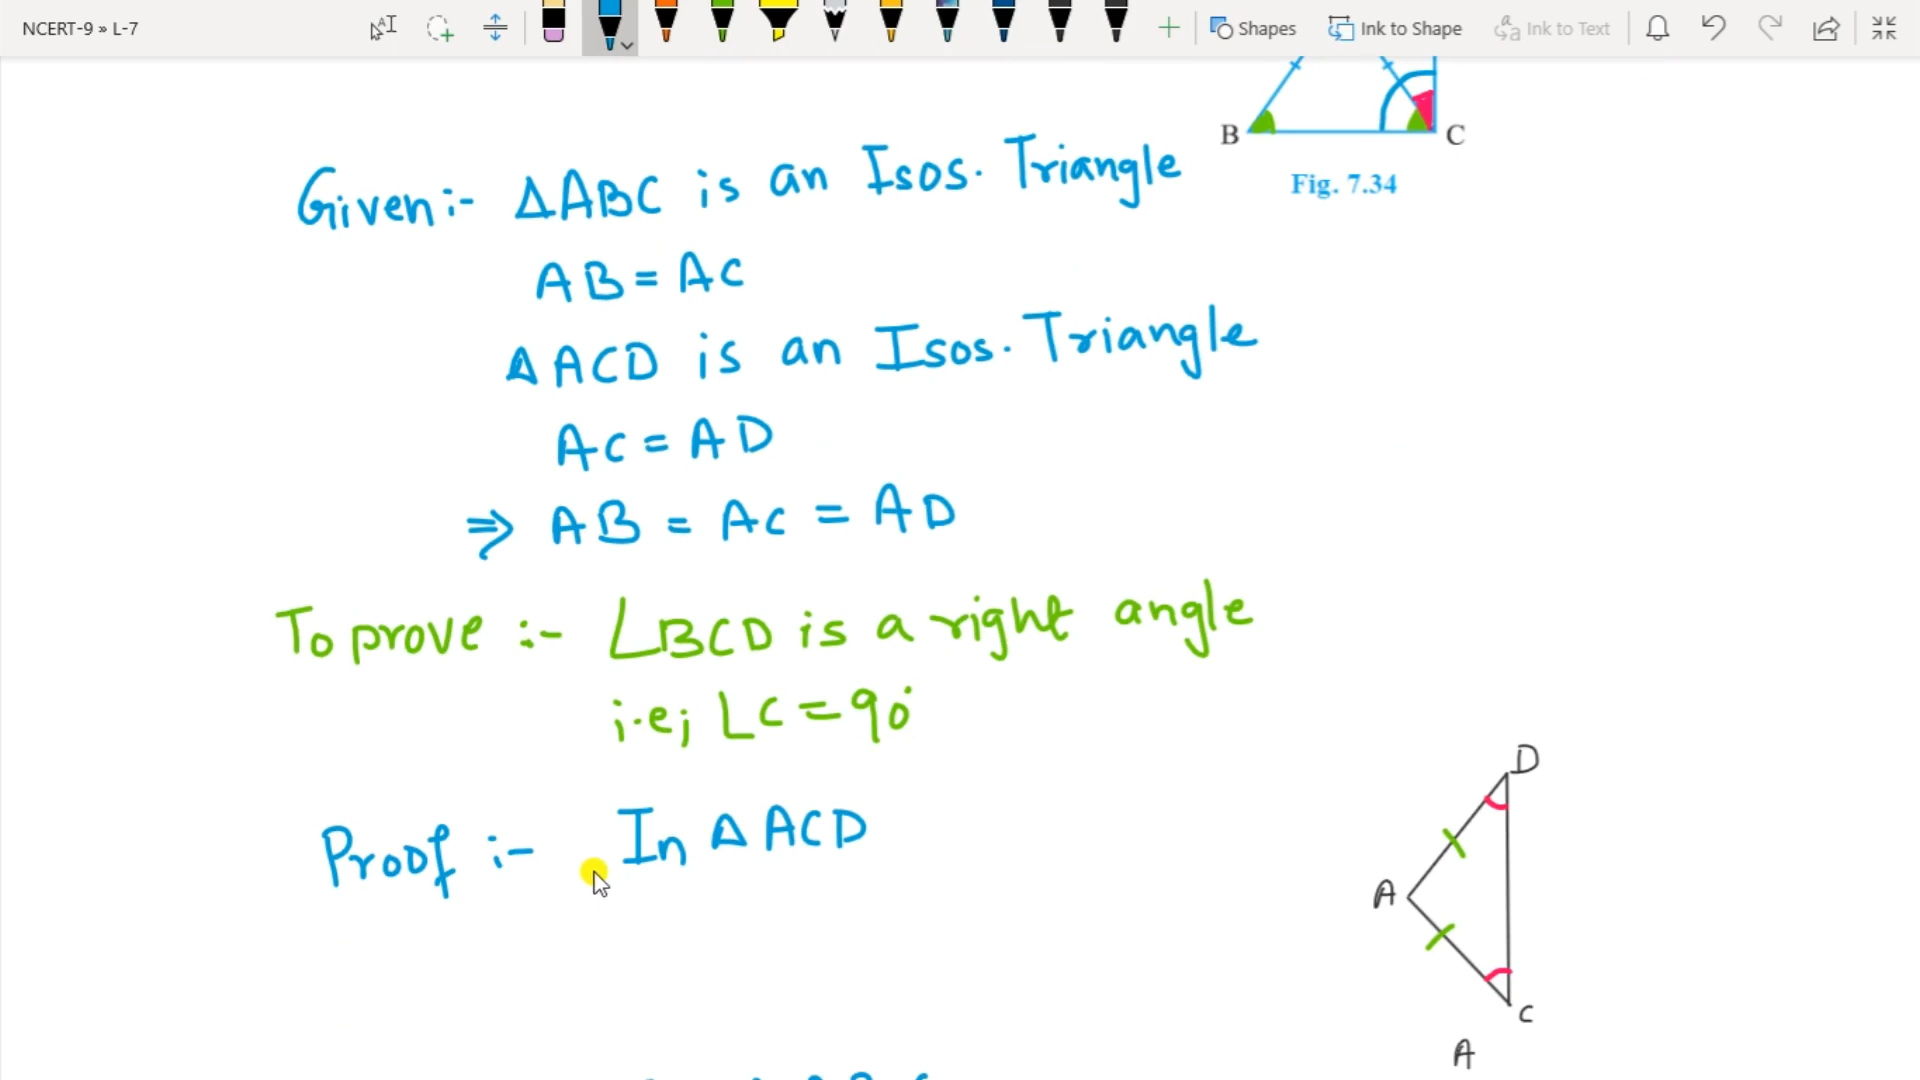 NCERT-9 » L-7
Shapes
Ink to Shape
Ink to Text
B
C
Fig. 7.34
Given:- ΔABC is an Isos. Triangle
AB = AC
ΔACD is an Isos. Triangle
AC = AD
⇒ AB = AC = AD
To prove :- ∠BCD is a right angle
i.e; ∠C = 90°
Proof :- In ΔACD
D
A
C
A